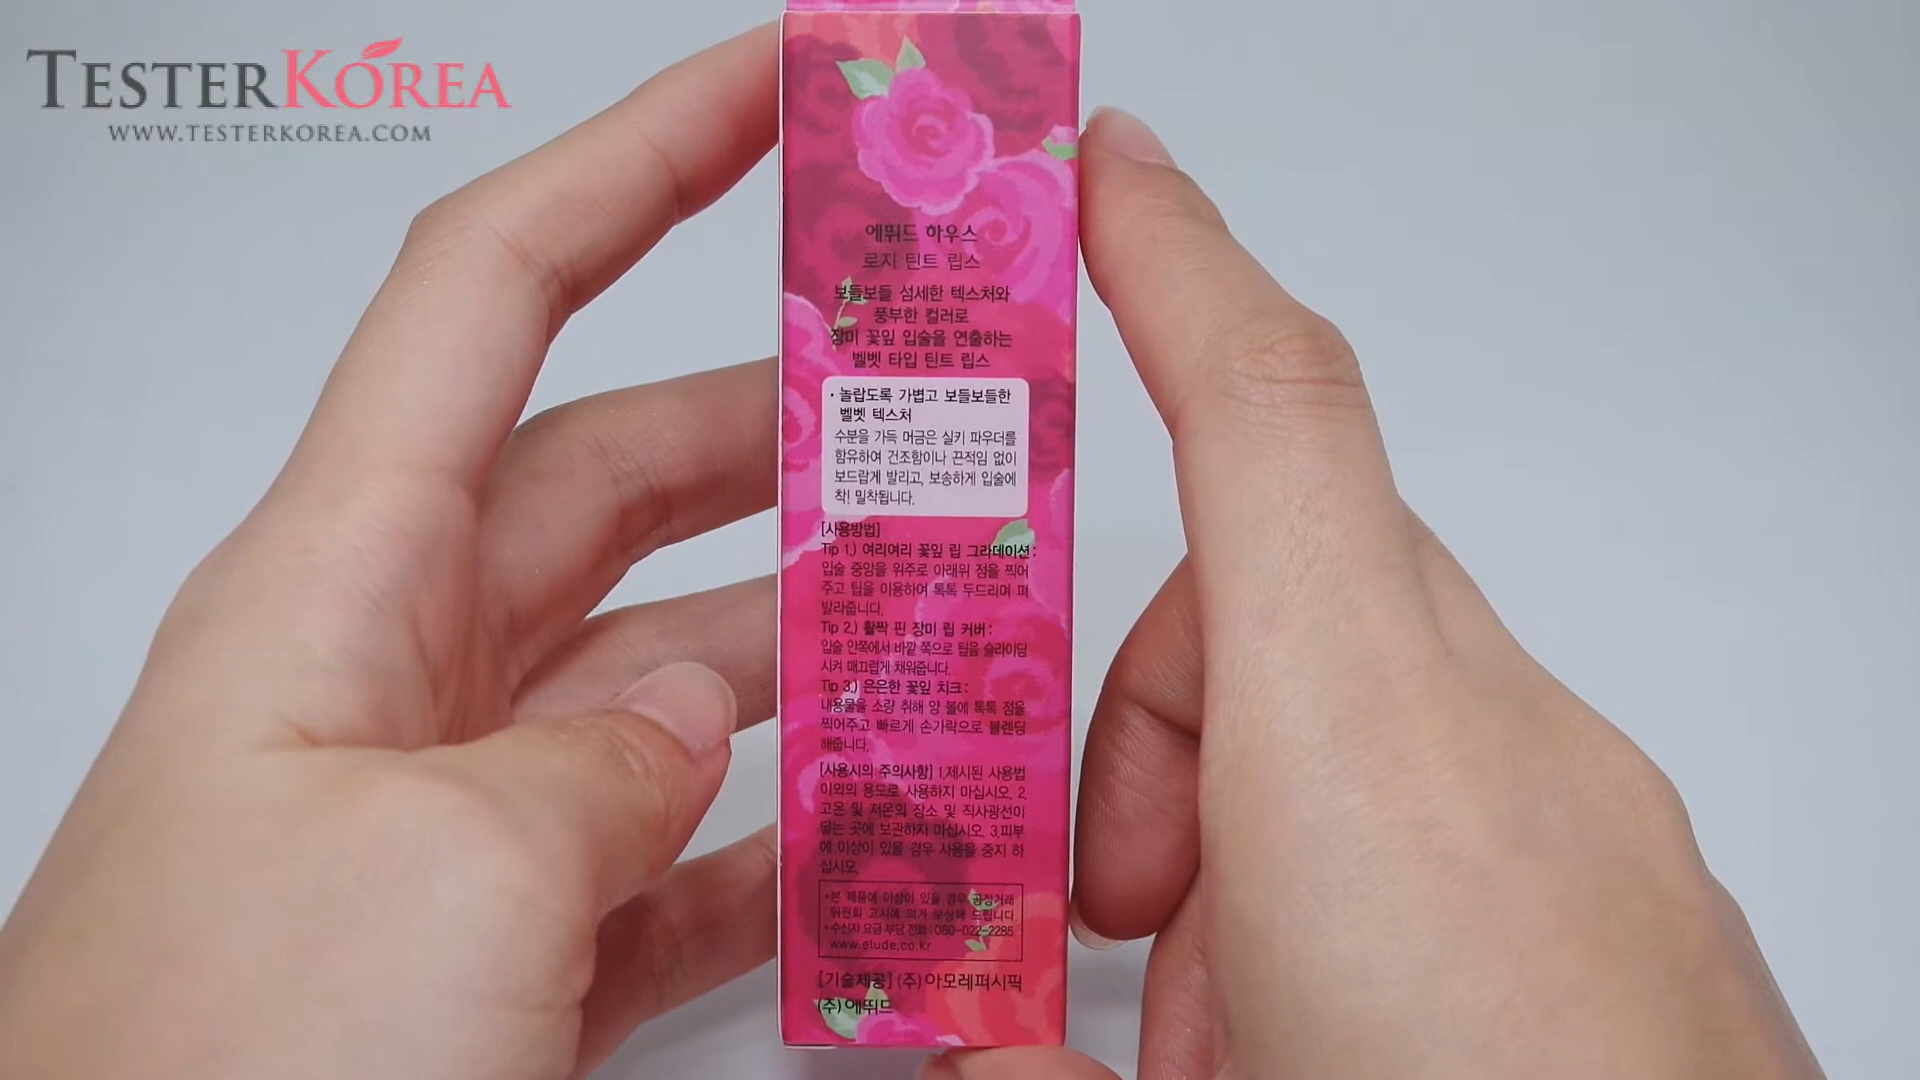 TESTERKOREA
WWW.TESTERKOREA.COM
에뛰드 하우스
로지 틴트 립스
보들보들 섬세한 텍스처와
풍부한 컬러로
장미 꽃잎 입술을 연출하는
벨벳 타입 틴트 립스
· 놀랍도록 가볍고 보들보들한
벨벳 텍스처
수분을 가득 머금은 실키 파우더를
함유하여 건조함이나 끈적임 없이
보드랍게 발리고, 보송하게 입술에
착! 밀착됩니다.
[사용방법]
Tip 1.) 여리여리 꽃잎 립 그라데이션:
입술 중앙을 위주로 아래위 점을 찍어
주고 팁을 이용하여 톡톡 두드리며 펴
발라줍니다.
Tip 2.) 활짝 핀 장미 립 커버:
입술 안쪽에서 바깥 쪽으로 팁을 슬라이딩
시켜 매끄럽게 채워줍니다.
Tip 3.) 은은한 꽃잎 치크:
내용물을 소량 취해 양 볼에 톡톡 점을
찍어주고 빠르게 손가락으로 블렌딩
해줍니다.
[사용시의 주의사항] 1.제시된 사용법
이외의 용도로 사용하지 마십시오. 2.
고온 및 저온의 장소 및 직사광선이
닿는 곳에 보관하지 마십시오. 3.피부
에 이상이 있을 경우 사용을 중지 하
십시오.
• 본 제품에 이상이 있을 경우 공정거래
위원회 고시에 의거 보상해 드립니다.
• 수신자 요금 부담 전화 : 080-022-2285
www.etude.co.kr
[기술제공] (주)아모레퍼시픽
(주)에뛰드